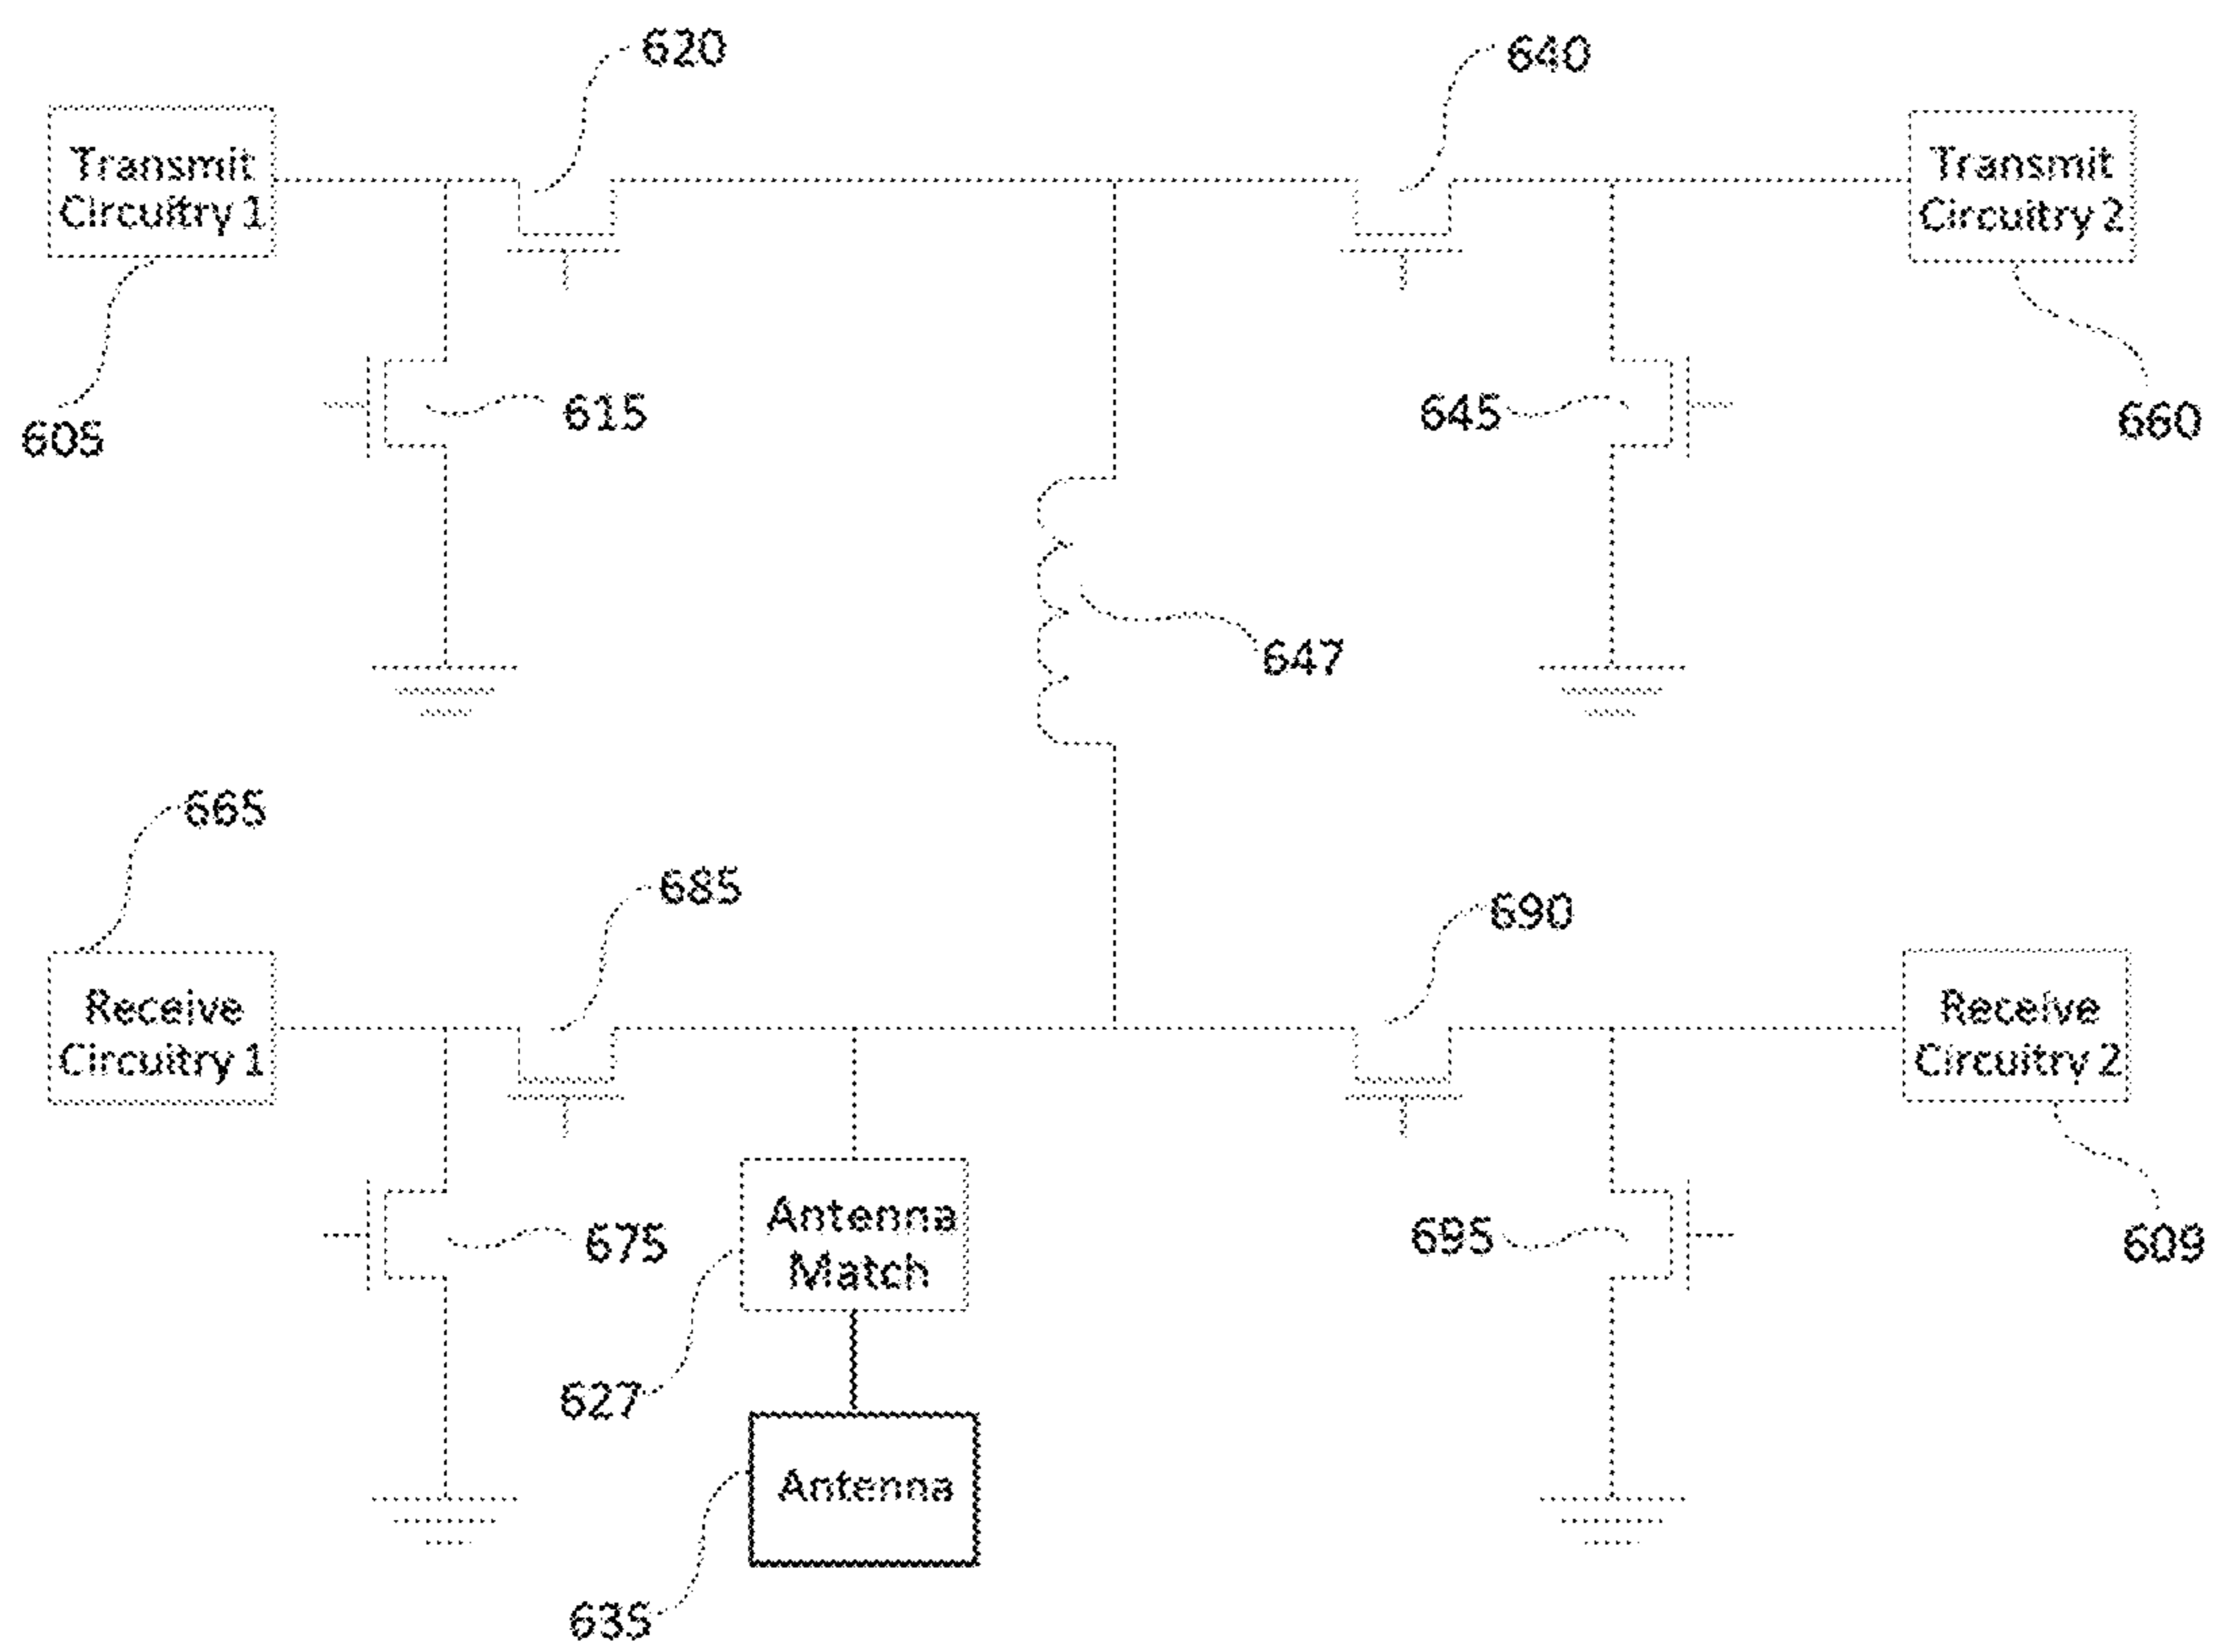 620
640
Transmit
Circuitry 1
Transmit
Circuitry 2
615
645
605
660
647
665
685
690
Receive
Circuitry 1
Receive
Circuitry 2
Antenna
Match
675
695
609
627
Antenna
635